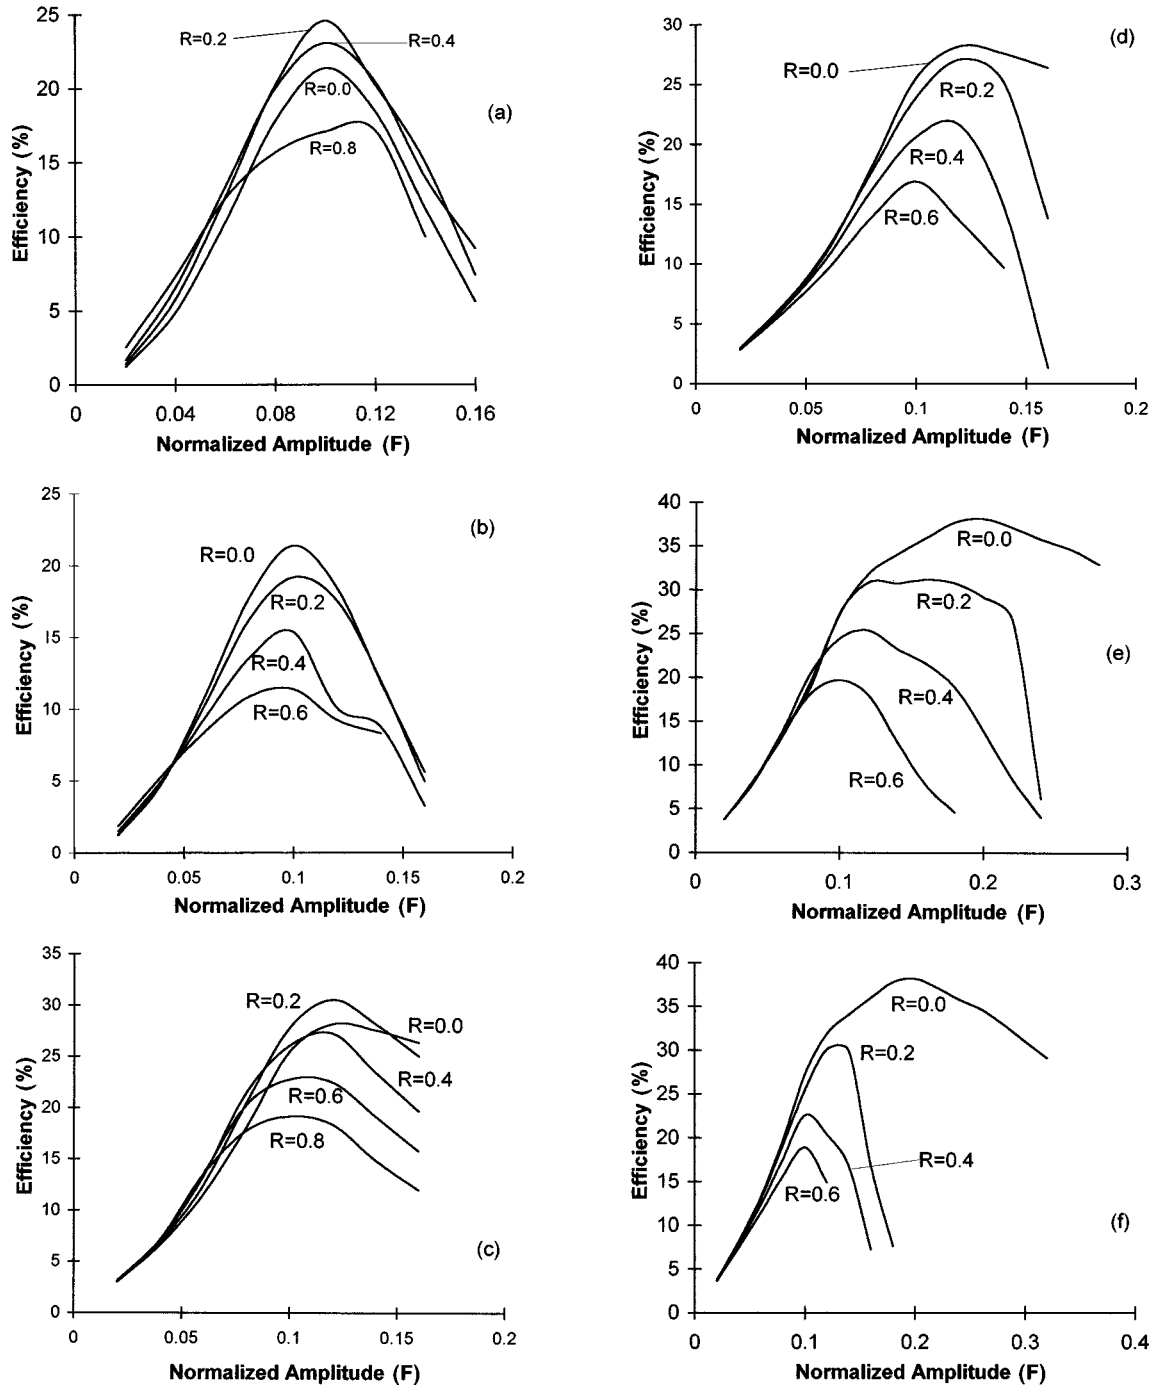 25
20
15
10
5
0
Efficiency (%)
R=0.2
R=0.4
R=0.0
R=0.8
(a)
0 0.04 0.08 0.12 0.16
Normalized Amplitude (F)
25
20
15
10
5
0
Efficiency (%)
R=0.0
R=0.2
R=0.4
R=0.6
(b)
0 0.05 0.1 0.15 0.2
Normalized Amplitude (F)
35
30
25
20
15
10
5
0
Efficiency (%)
R=0.2
R=0.0
R=0.4
R=0.6
R=0.8
(c)
0 0.05 0.1 0.15 0.2
Normalized Amplitude (F)
30
25
20
15
10
5
0
Efficiency (%)
(d)
R=0.0
R=0.2
R=0.4
R=0.6
0 0.05 0.1 0.15 0.2
Normalized Amplitude (F)
40
35
30
25
20
15
10
5
0
Efficiency (%)
R=0.0
R=0.2
R=0.4
R=0.6
(e)
0 0.1 0.2 0.3
Normalized Amplitude (F)
40
35
30
25
20
15
10
5
0
Efficiency (%)
R=0.0
R=0.2
R=0.4
R=0.6
(f)
0 0.1 0.2 0.3 0.4
Normalized Amplitude (F)